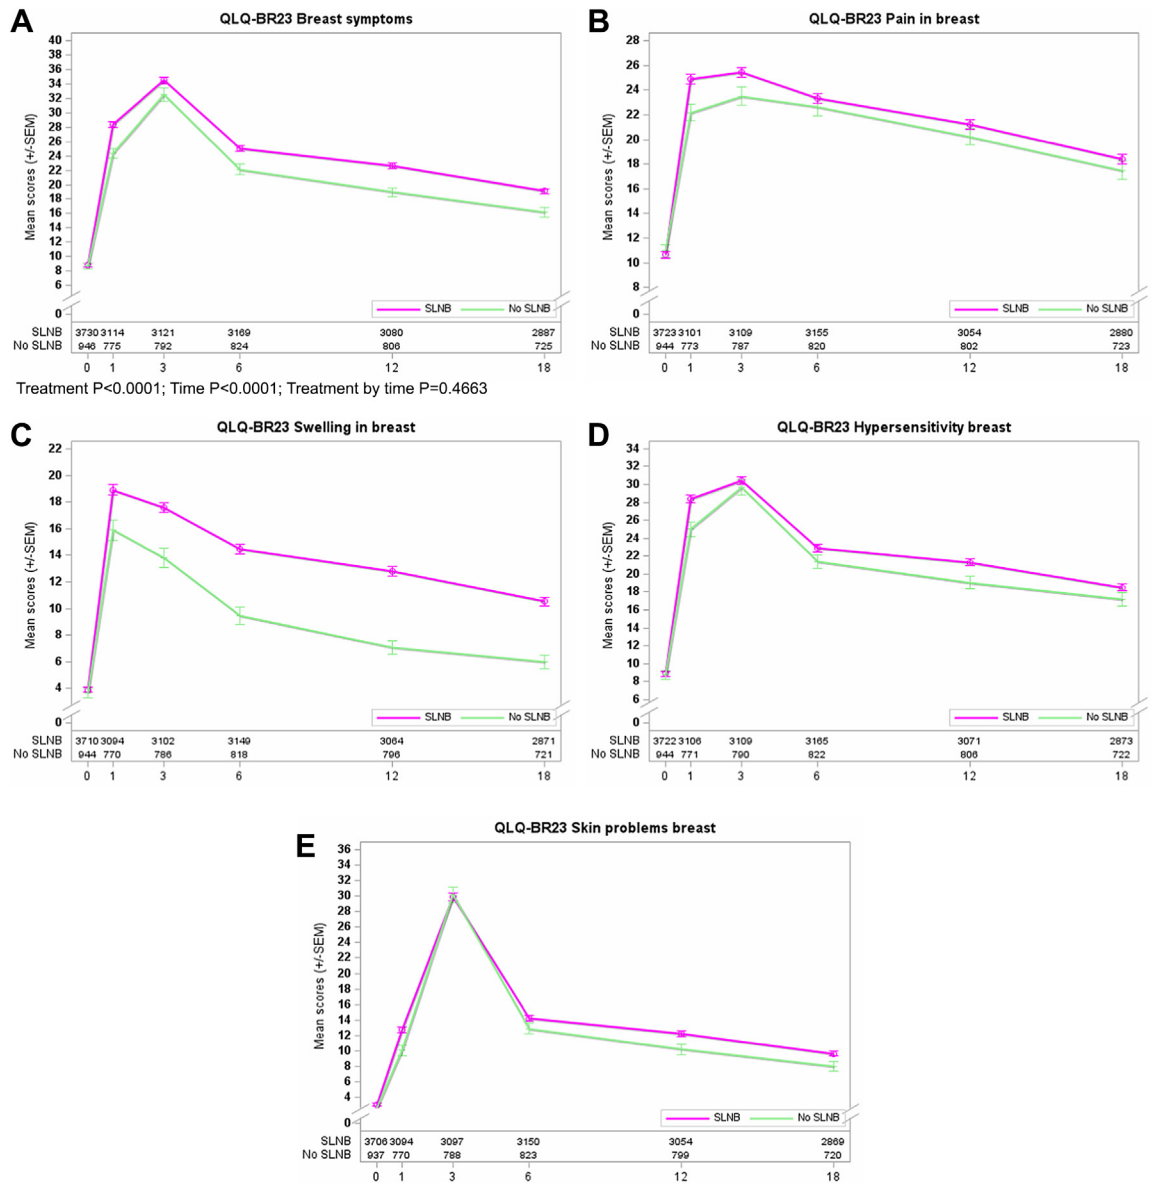 A
QLQ-BR23 Breast symptoms
Mean scores (+/-SEM)
40
38
36
34
32
30
28
26
24
22
20
18
16
14
12
10
8
6
0
SLNB No SLNB
SLNB 3730 3114 3121 3169 3080 2887
No SLNB 946 775 792 824 806 725
0 1 3 6 12 18
Treatment P<0.0001; Time P<0.0001; Treatment by time P=0.4663
B
QLQ-BR23 Pain in breast
Mean scores (+/-SEM)
28
26
24
22
20
18
16
14
12
10
8
0
SLNB No SLNB
SLNB 3723 3101 3109 3155 3054 2880
No SLNB 944 773 787 820 802 723
0 1 3 6 12 18
C
QLQ-BR23 Swelling in breast
Mean scores (+/-SEM)
22
20
18
16
14
12
10
8
6
4
0
SLNB No SLNB
SLNB 3710 3094 3102 3149 3064 2871
No SLNB 944 770 786 818 796 721
0 1 3 6 12 18
D
QLQ-BR23 Hypersensitivity breast
Mean scores (+/-SEM)
34
32
30
28
26
24
22
20
18
16
14
12
10
8
6
0
SLNB No SLNB
SLNB 3722 3106 3109 3165 3071 2873
No SLNB 944 771 790 822 806 722
0 1 3 6 12 18
E
QLQ-BR23 Skin problems breast
Mean scores (+/-SEM)
36
34
32
30
28
26
24
22
20
18
16
14
12
10
8
6
4
0
SLNB No SLNB
SLNB 3706 3094 3097 3150 3054 2869
No SLNB 937 770 788 823 799 720
0 1 3 6 12 18